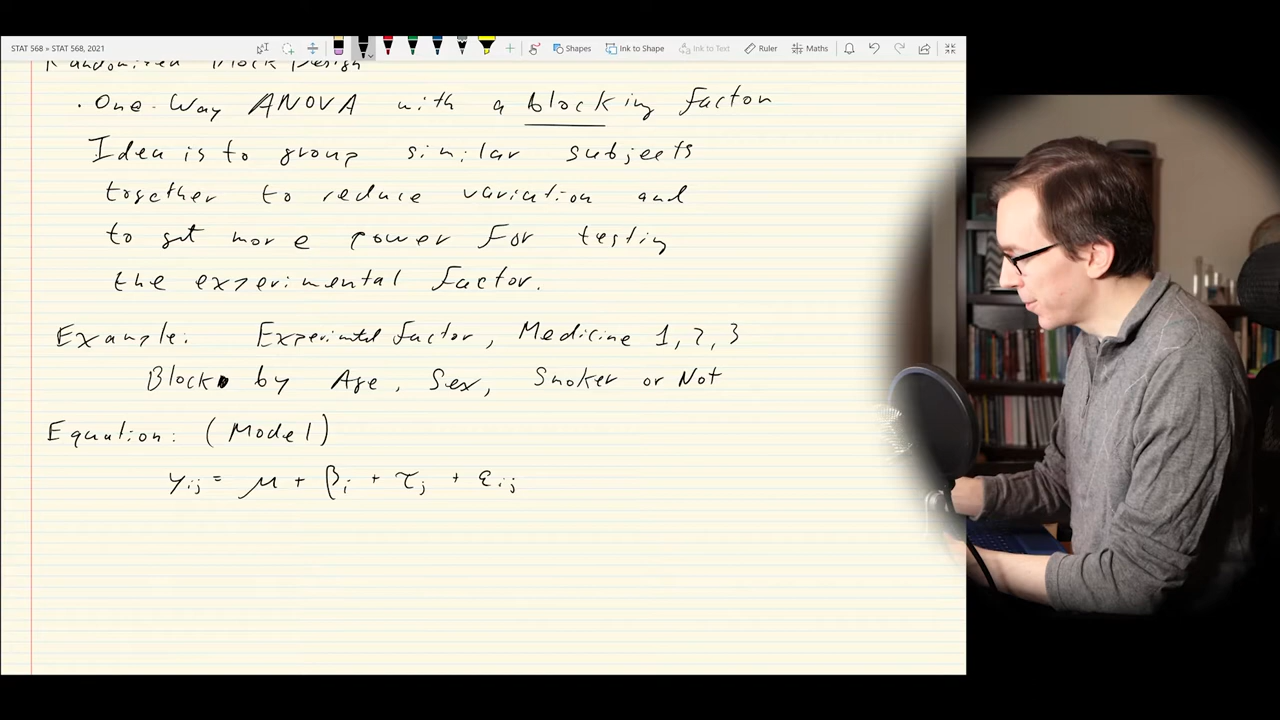 STAT 568 » STAT 568, 2021
Shapes Ink to Shape Ink to Text Ruler Maths
Randomized Block Design
· One-Way ANOVA with a blocking factor
Idea is to group similar subjects
together to reduce variation and
to get more power for testing
the experimental factor.
Example: Experimental factor, Medicine 1, 2, 3
Block by Age, Sex, Smoker or Not
Equation: (Model)
yij = μ + βi + τj + εij